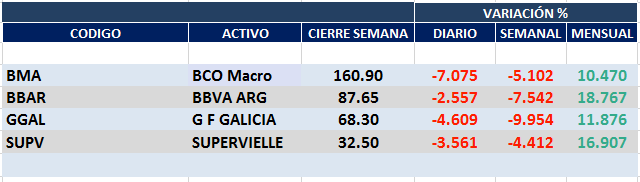 VARIACIÓN %
CODIGO ACTIVO CIERRE SEMANA DIARIO SEMANAL MENSUAL
BMA BCO Macro 160.90 -7.075 -5.102 10.470
BBAR BBVA ARG 87.65 -2.557 -7.542 18.767
GGAL G F GALICIA 68.30 -4.609 -9.954 11.876
SUPV SUPERVIELLE 32.50 -3.561 -4.412 16.907